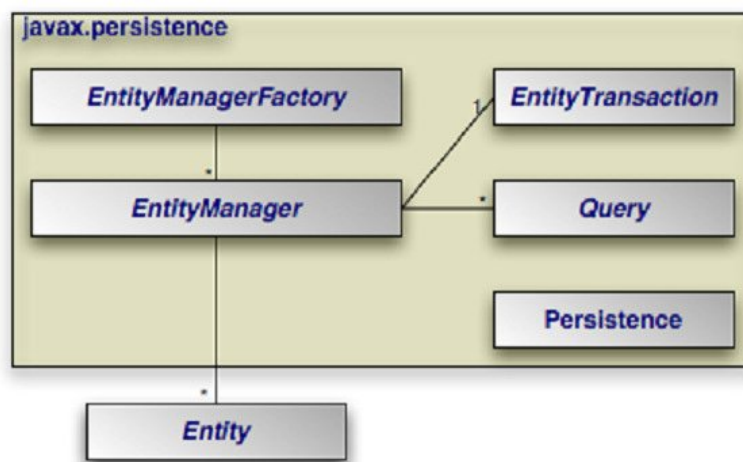 javax.persistence
EntityManagerFactory
EntityTransaction
1
*
EntityManager
*
Query
Persistence
*
Entity